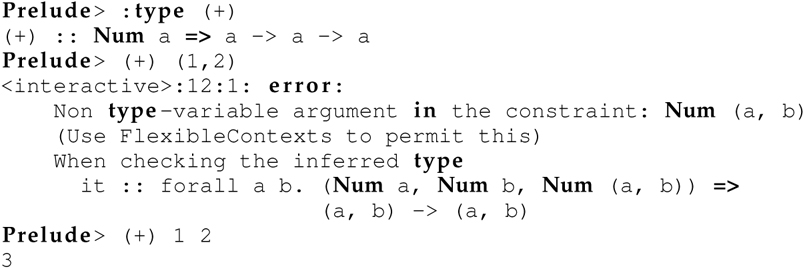 Prelude> :type (+)
(+) :: Num a => a -> a -> a
Prelude> (+) (1,2)
<interactive>:12:1: error:
    Non type-variable argument in the constraint: Num (a, b)
    (Use FlexibleContexts to permit this)
    When checking the inferred type
      it :: forall a b. (Num a, Num b, Num (a, b)) =>
                        (a, b) -> (a, b)
Prelude> (+) 1 2
3